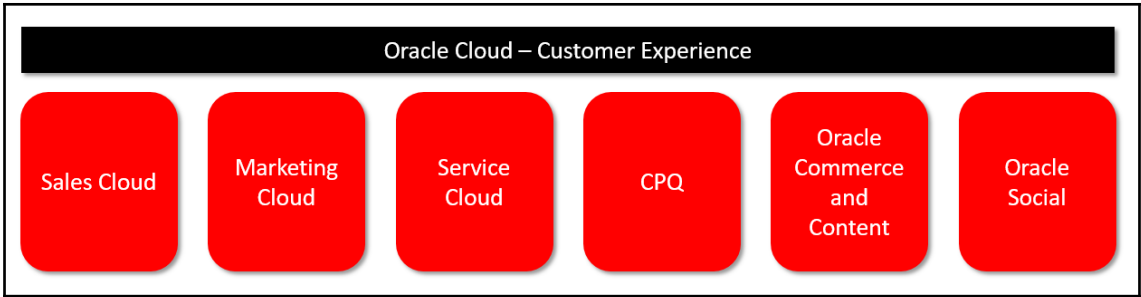 Oracle Cloud – Customer Experience
Sales Cloud
Marketing
Cloud
Service
Cloud
CPQ
Oracle
Commerce
and
Content
Oracle
Social